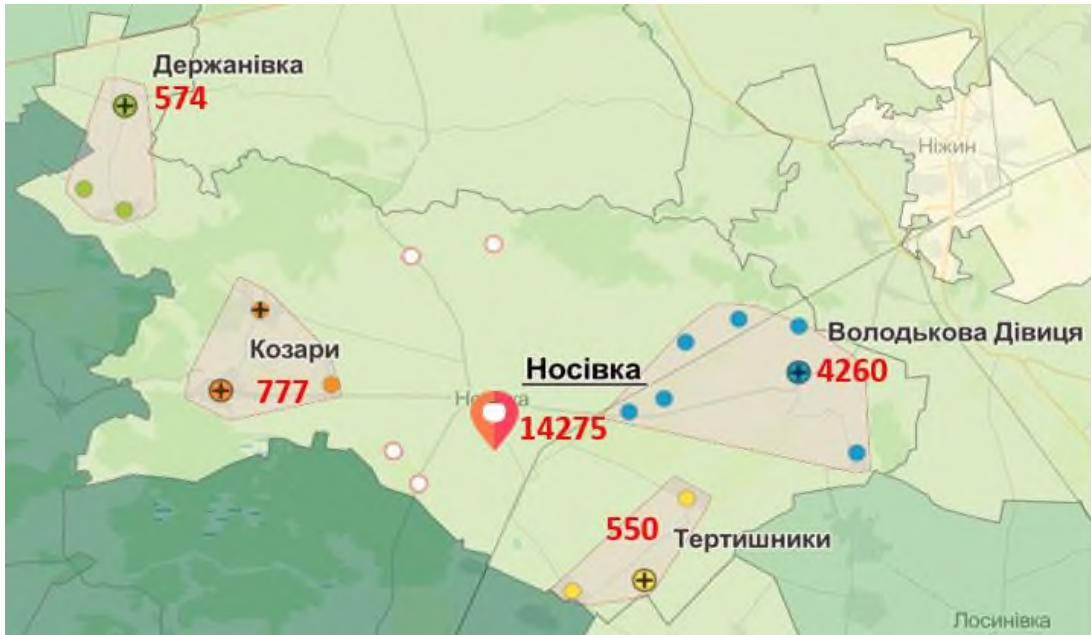 Держанівка
574
Ніжин
Козари
777
Носівка
14275
Володькова Дівиця
4260
550
Тертишники
Лосинівка